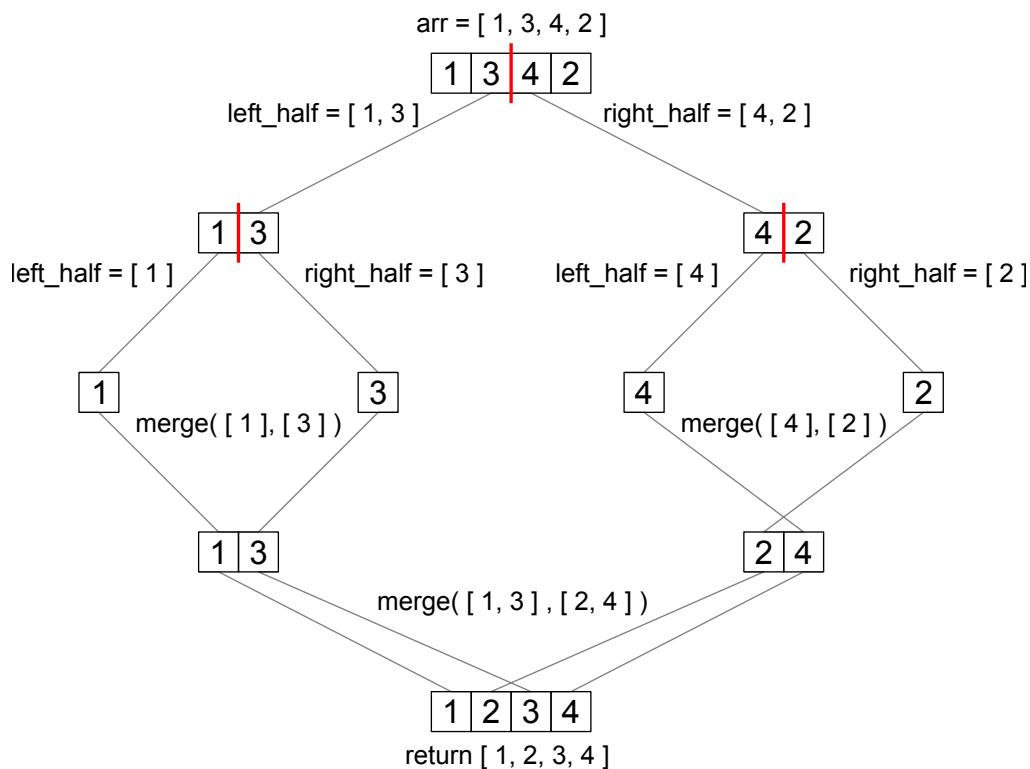 arr = [ 1, 3, 4, 2 ]
1 3 4 2
left_half = [ 1, 3 ]
right_half = [ 4, 2 ]
1 3
4 2
left_half = [ 1 ]
right_half = [ 3 ]
left_half = [ 4 ]
right_half = [ 2 ]
1
3
4
2
merge( [ 1 ], [ 3 ] )
merge( [ 4 ], [ 2 ] )
1 3
2 4
merge( [ 1, 3 ] , [ 2, 4 ] )
1 2 3 4
return [ 1, 2, 3, 4 ]